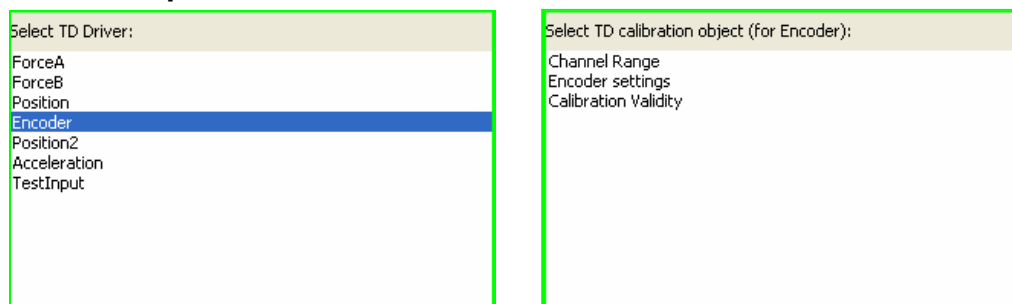 Select TD Driver:
ForceA
ForceB
Position
Encoder
Position2
Acceleration
TestInput
Select TD calibration object (for Encoder):
Channel Range
Encoder settings
Calibration Validity